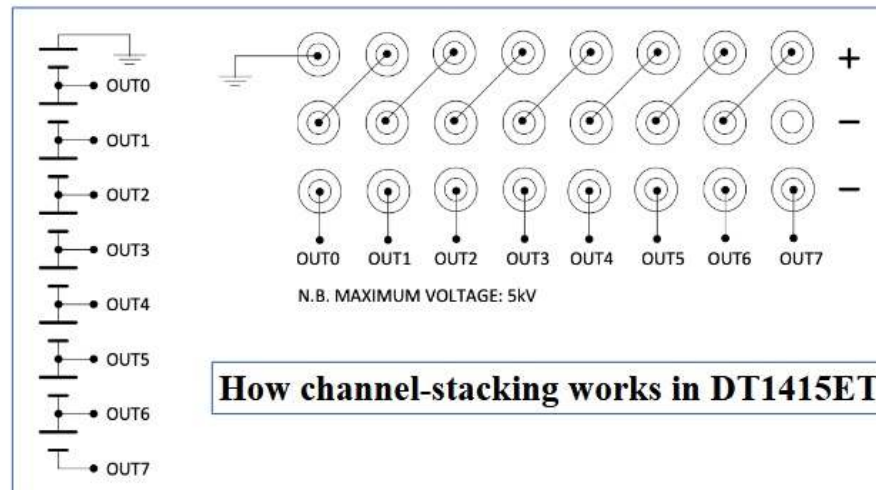 OUT0
OUT1
OUT2
OUT3
OUT4
OUT5
OUT6
OUT7
+
−
−
OUT0 OUT1 OUT2 OUT3 OUT4 OUT5 OUT6 OUT7
N.B. MAXIMUM VOLTAGE: 5kV
How channel-stacking works in DT1415ET